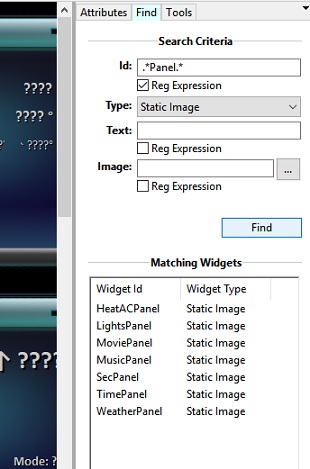 Attributes Find Tools
Search Criteria
Id: .*Panel.*
Reg Expression
Type: Static Image
Text:
Reg Expression
Image: ...
Reg Expression
Find
Matching Widgets
Widget Id Widget Type
HeatACPanel Static Image
LightsPanel Static Image
MoviePanel Static Image
MusicPanel Static Image
SecPanel Static Image
TimePanel Static Image
WeatherPanel Static Image
????
???? °
????°
????
Mode: ?